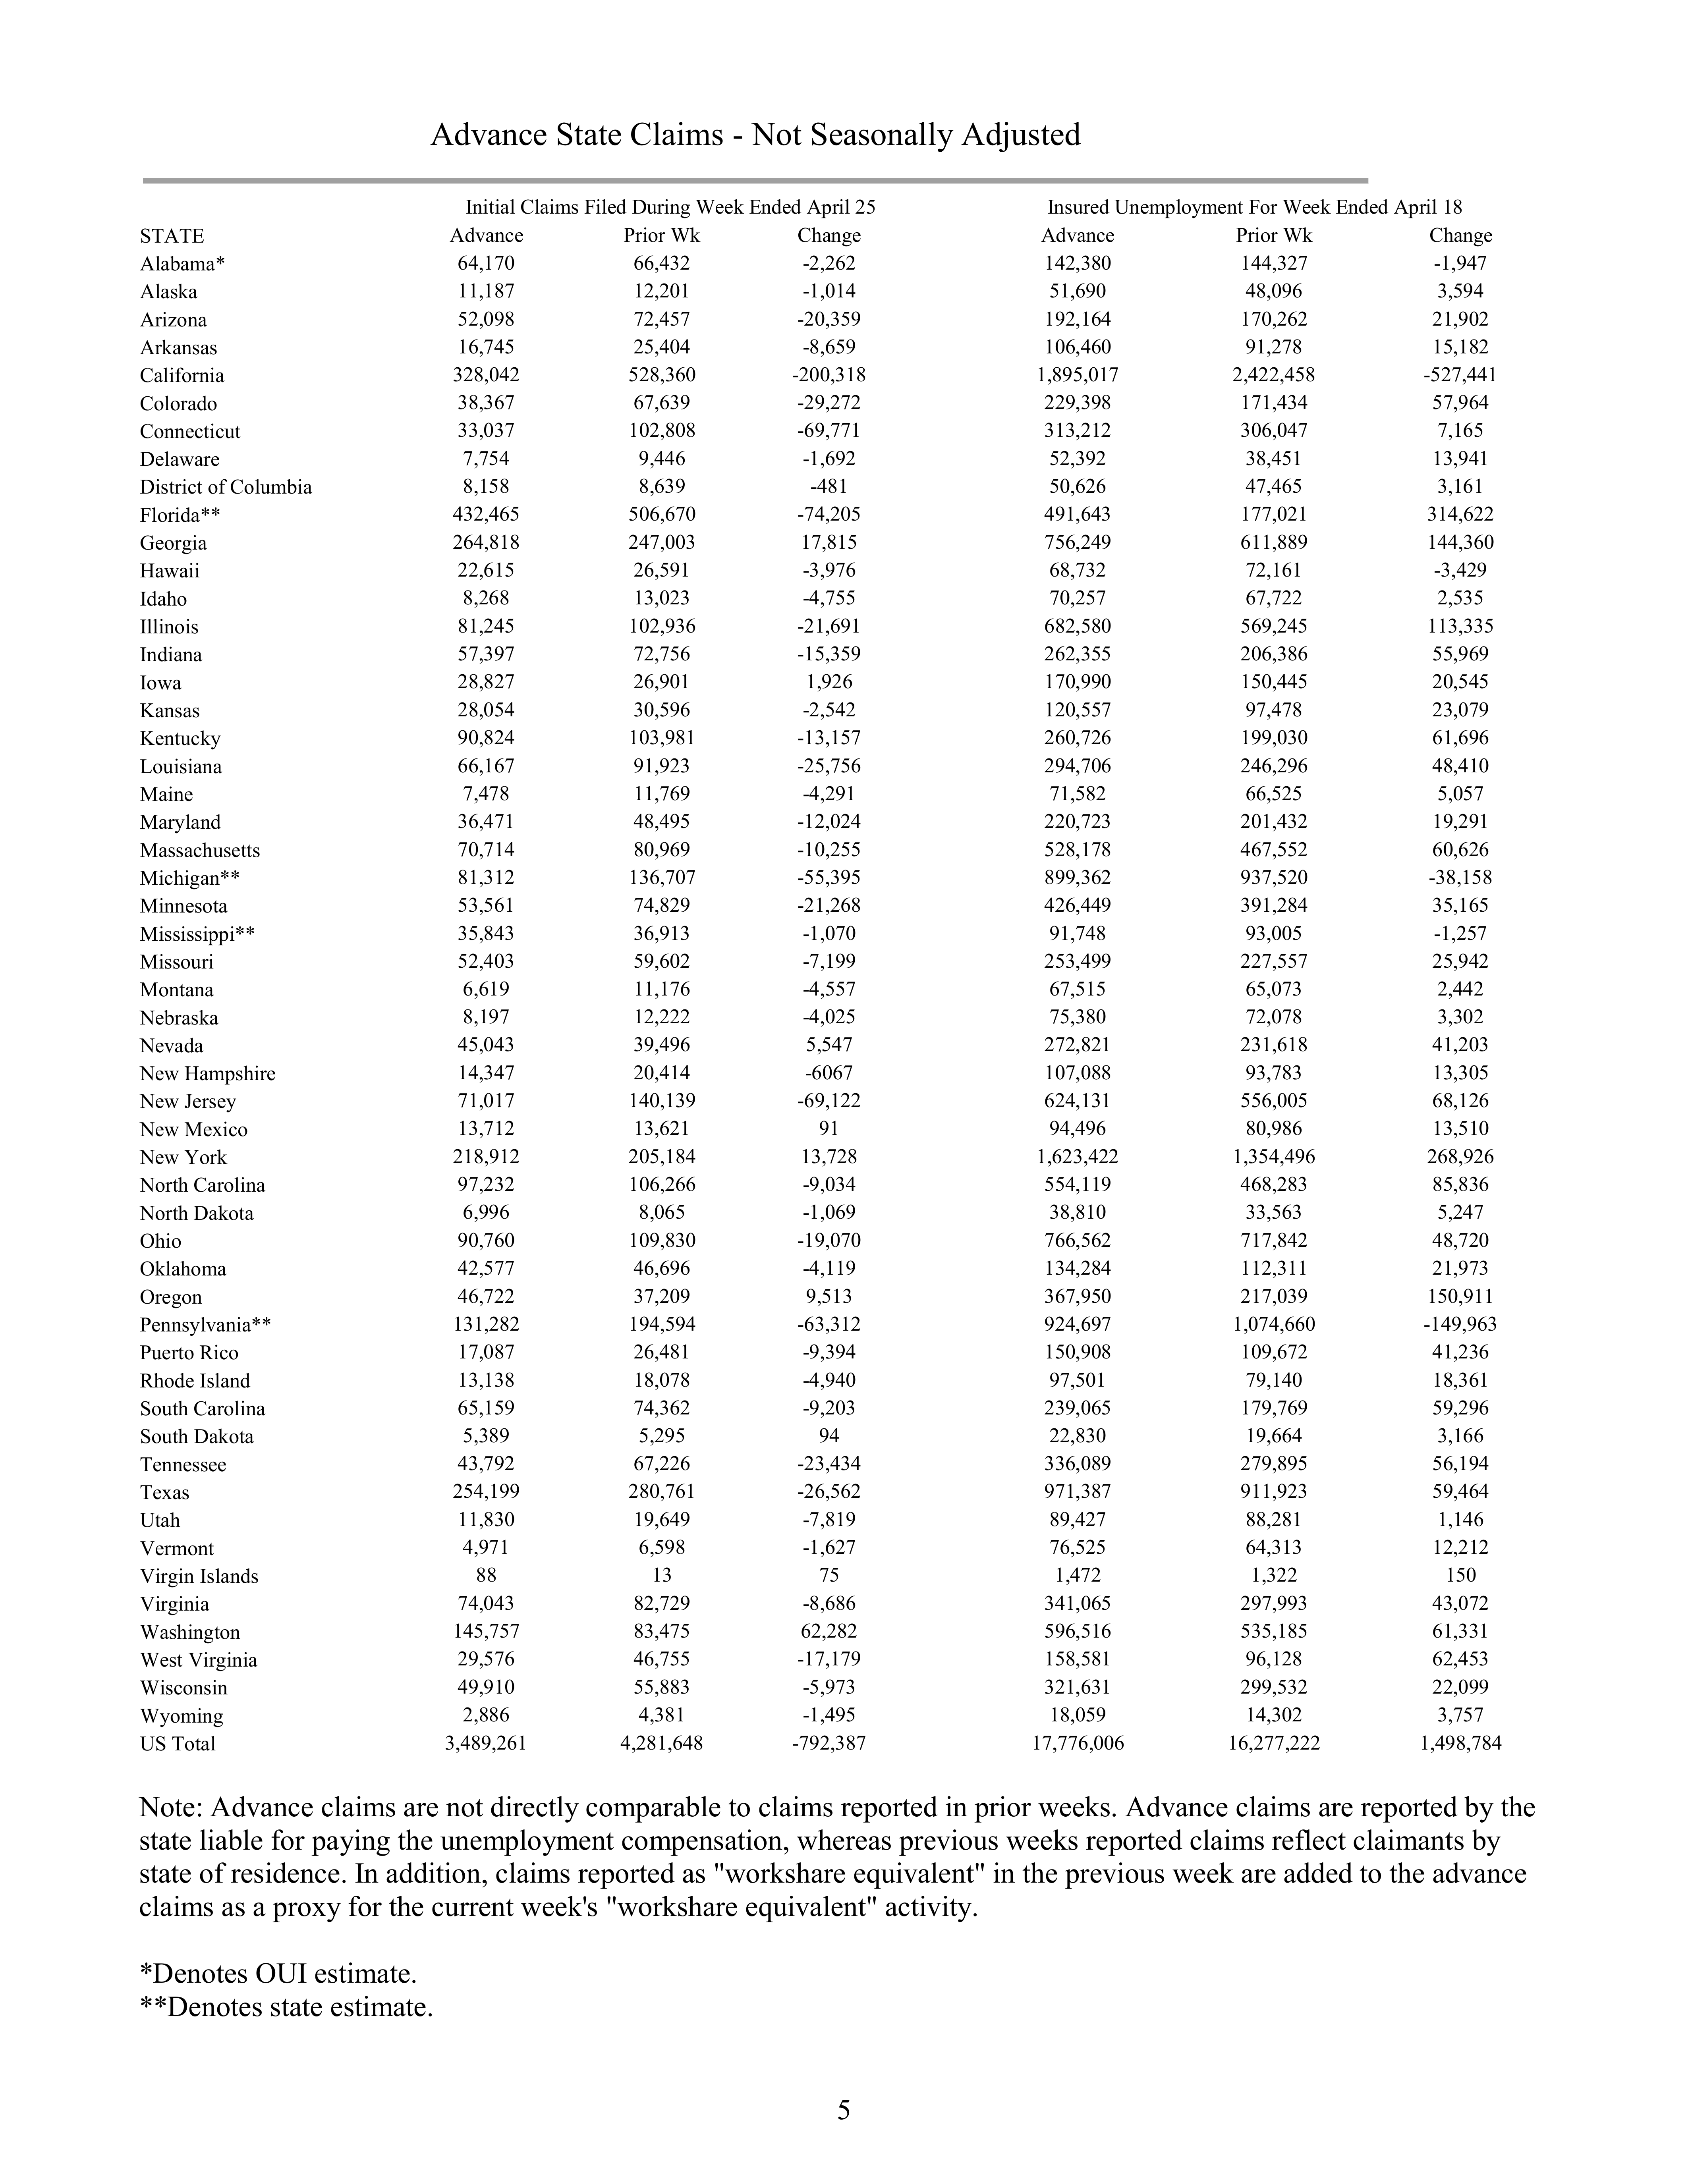 Advance State Claims - Not Seasonally Adjusted
Initial Claims Filed During Week Ended April 25 Insured Unemployment For Week Ended April 18
STATE Advance Prior Wk Change Advance Prior Wk Change
Alabama* 64,170 66,432 -2,262 142,380 144,327 -1,947
Alaska 11,187 12,201 -1,014 51,690 48,096 3,594
Arizona 52,098 72,457 -20,359 192,164 170,262 21,902
Arkansas 16,745 25,404 -8,659 106,460 91,278 15,182
California 328,042 528,360 -200,318 1,895,017 2,422,458 -527,441
Colorado 38,367 67,639 -29,272 229,398 171,434 57,964
Connecticut 33,037 102,808 -69,771 313,212 306,047 7,165
Delaware 7,754 9,446 -1,692 52,392 38,451 13,941
District of Columbia 8,158 8,639 -481 50,626 47,465 3,161
Florida** 432,465 506,670 -74,205 491,643 177,021 314,622
Georgia 264,818 247,003 17,815 756,249 611,889 144,360
Hawaii 22,615 26,591 -3,976 68,732 72,161 -3,429
Idaho 8,268 13,023 -4,755 70,257 67,722 2,535
Illinois 81,245 102,936 -21,691 682,580 569,245 113,335
Indiana 57,397 72,756 -15,359 262,355 206,386 55,969
Iowa 28,827 26,901 1,926 170,990 150,445 20,545
Kansas 28,054 30,596 -2,542 120,557 97,478 23,079
Kentucky 90,824 103,981 -13,157 260,726 199,030 61,696
Louisiana 66,167 91,923 -25,756 294,706 246,296 48,410
Maine 7,478 11,769 -4,291 71,582 66,525 5,057
Maryland 36,471 48,495 -12,024 220,723 201,432 19,291
Massachusetts 70,714 80,969 -10,255 528,178 467,552 60,626
Michigan** 81,312 136,707 -55,395 899,362 937,520 -38,158
Minnesota 53,561 74,829 -21,268 426,449 391,284 35,165
Mississippi** 35,843 36,913 -1,070 91,748 93,005 -1,257
Missouri 52,403 59,602 -7,199 253,499 227,557 25,942
Montana 6,619 11,176 -4,557 67,515 65,073 2,442
Nebraska 8,197 12,222 -4,025 75,380 72,078 3,302
Nevada 45,043 39,496 5,547 272,821 231,618 41,203
New Hampshire 14,347 20,414 -6067 107,088 93,783 13,305
New Jersey 71,017 140,139 -69,122 624,131 556,005 68,126
New Mexico 13,712 13,621 91 94,496 80,986 13,510
New York 218,912 205,184 13,728 1,623,422 1,354,496 268,926
North Carolina 97,232 106,266 -9,034 554,119 468,283 85,836
North Dakota 6,996 8,065 -1,069 38,810 33,563 5,247
Ohio 90,760 109,830 -19,070 766,562 717,842 48,720
Oklahoma 42,577 46,696 -4,119 134,284 112,311 21,973
Oregon 46,722 37,209 9,513 367,950 217,039 150,911
Pennsylvania** 131,282 194,594 -63,312 924,697 1,074,660 -149,963
Puerto Rico 17,087 26,481 -9,394 150,908 109,672 41,236
Rhode Island 13,138 18,078 -4,940 97,501 79,140 18,361
South Carolina 65,159 74,362 -9,203 239,065 179,769 59,296
South Dakota 5,389 5,295 94 22,830 19,664 3,166
Tennessee 43,792 67,226 -23,434 336,089 279,895 56,194
Texas 254,199 280,761 -26,562 971,387 911,923 59,464
Utah 11,830 19,649 -7,819 89,427 88,281 1,146
Vermont 4,971 6,598 -1,627 76,525 64,313 12,212
Virgin Islands 88 13 75 1,472 1,322 150
Virginia 74,043 82,729 -8,686 341,065 297,993 43,072
Washington 145,757 83,475 62,282 596,516 535,185 61,331
West Virginia 29,576 46,755 -17,179 158,581 96,128 62,453
Wisconsin 49,910 55,883 -5,973 321,631 299,532 22,099
Wyoming 2,886 4,381 -1,495 18,059 14,302 3,757
US Total 3,489,261 4,281,648 -792,387 17,776,006 16,277,222 1,498,784
Note: Advance claims are not directly comparable to claims reported in prior weeks. Advance claims are reported by the
state liable for paying the unemployment compensation, whereas previous weeks reported claims reflect claimants by
state of residence. In addition, claims reported as "workshare equivalent" in the previous week are added to the advance
claims as a proxy for the current week's "workshare equivalent" activity.
*Denotes OUI estimate.
**Denotes state estimate.
5